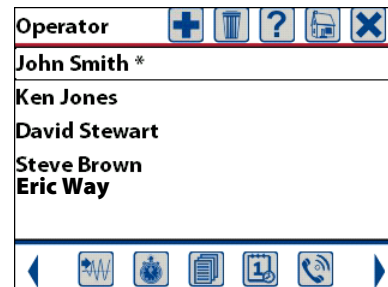 Operator
John Smith *
Ken Jones
David Stewart
Steve Brown
Eric Way